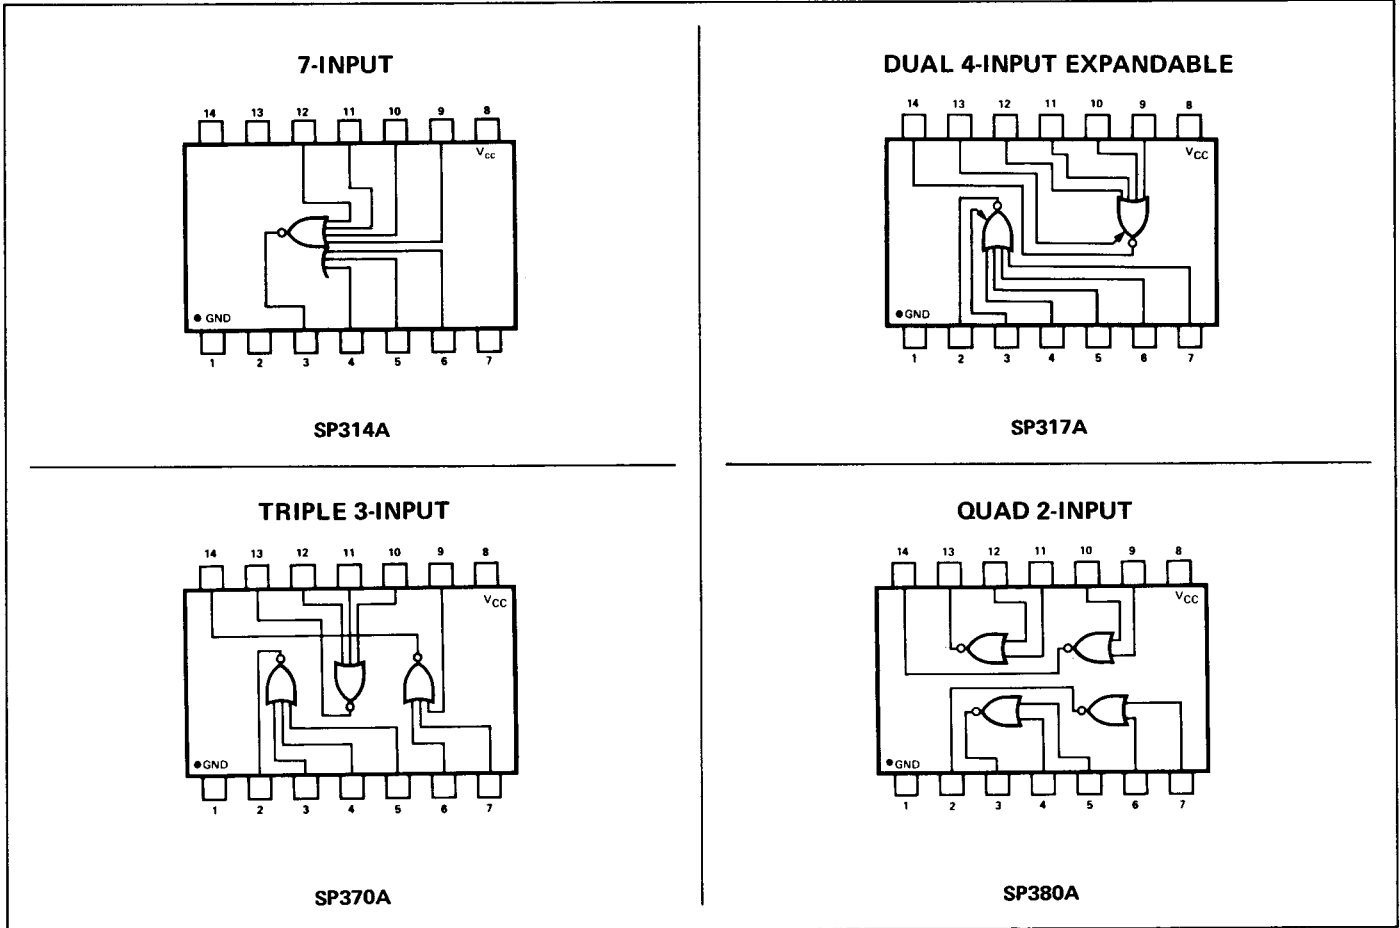 7-INPUT
14 13 12 11 10 9 8
VCC
GND
1 2 3 4 5 6 7
SP314A
DUAL 4-INPUT EXPANDABLE
14 13 12 11 10 9 8
VCC
GND
1 2 3 4 5 6 7
SP317A
TRIPLE 3-INPUT
14 13 12 11 10 9 8
VCC
GND
1 2 3 4 5 6 7
SP370A
QUAD 2-INPUT
14 13 12 11 10 9 8
VCC
GND
1 2 3 4 5 6 7
SP380A